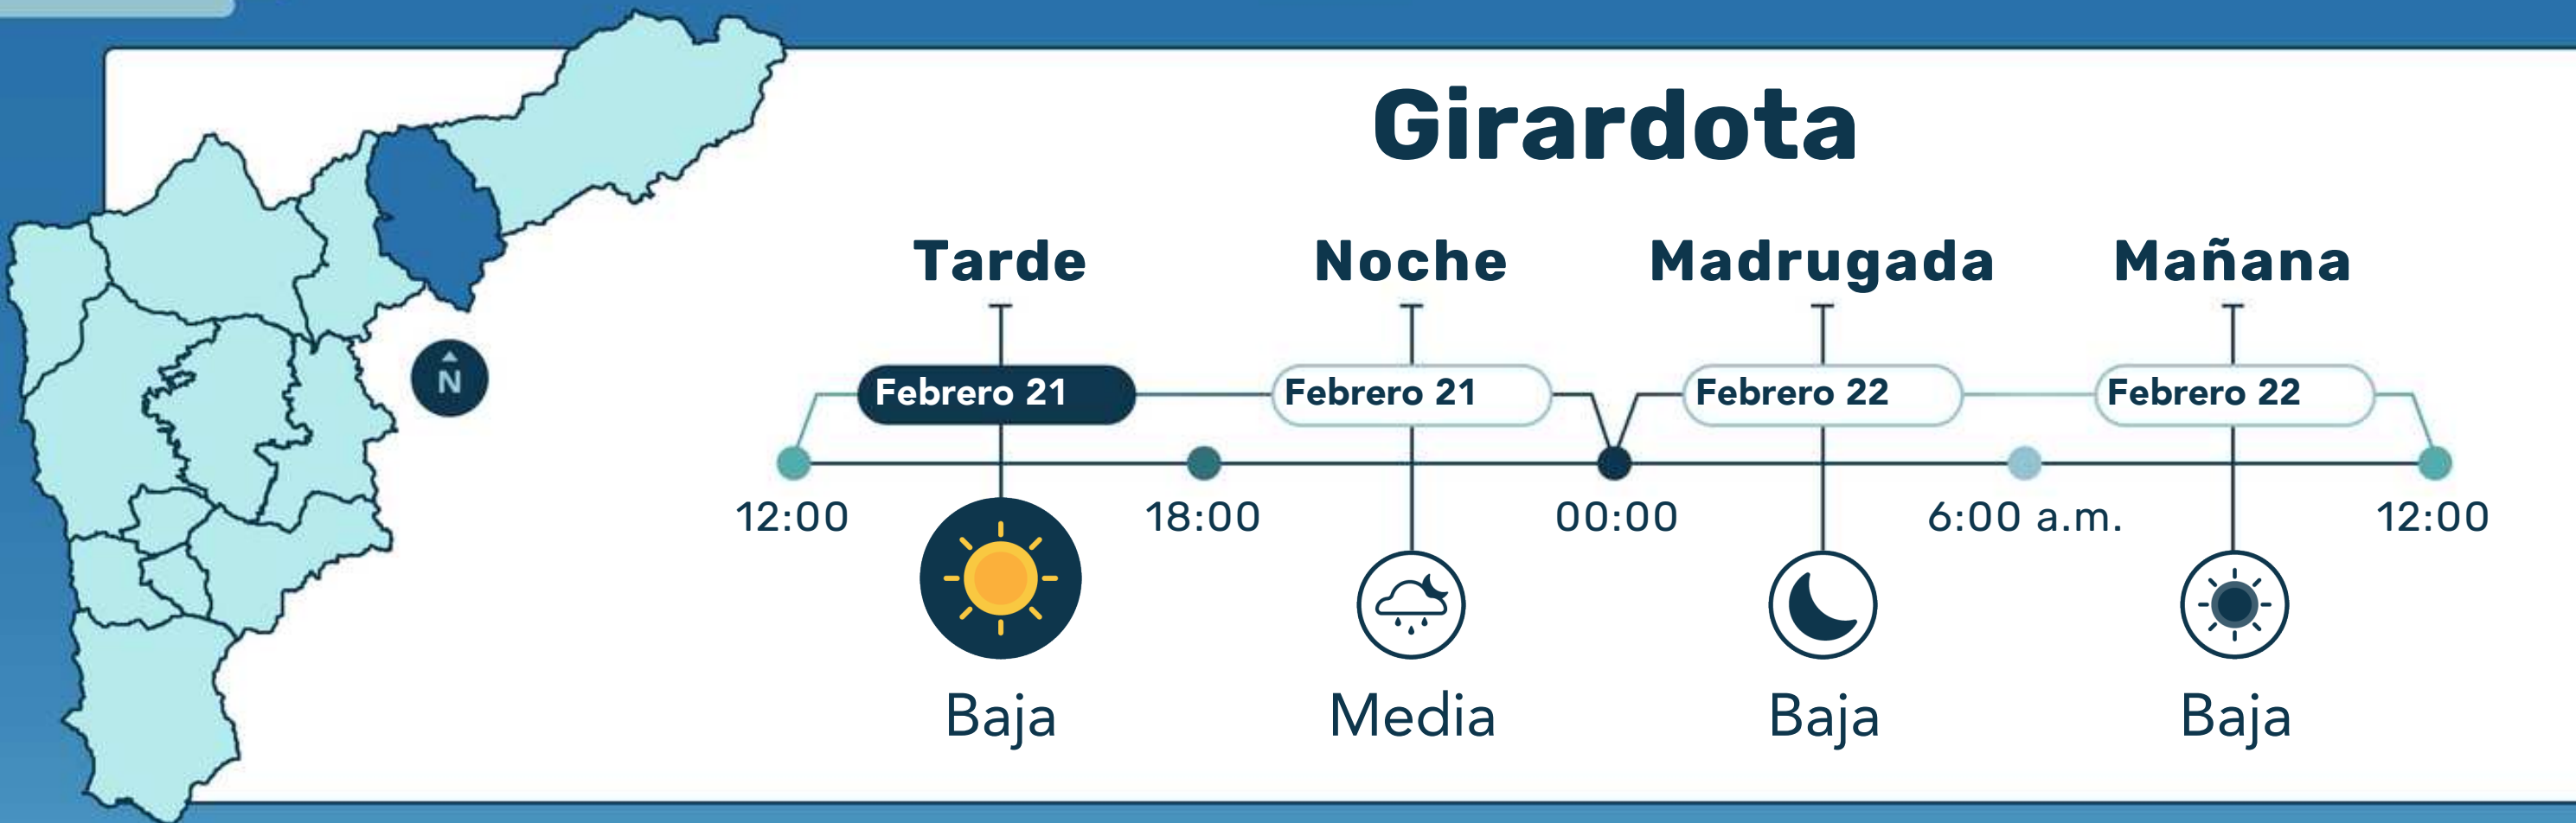 Girardota
Tarde Noche Madrugada Mañana
Febrero 21 Febrero 21 Febrero 22 Febrero 22
N
12:00 18:00 00:00 6:00 a.m. 12:00
Baja Media Baja Baja